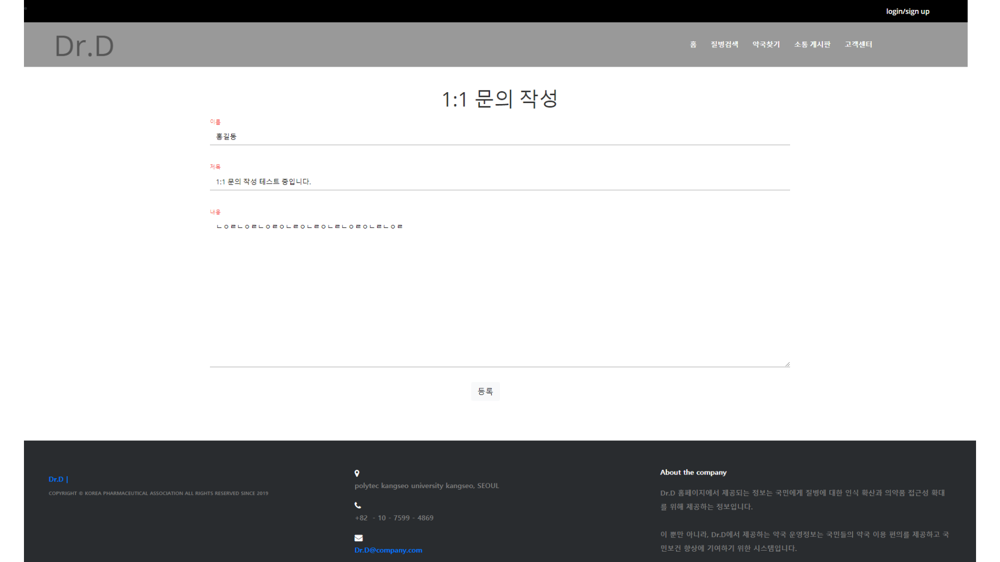 login/sign up
Dr.D
홈 질병검색 약국찾기 소통 게시판 고객센터
1:1 문의 작성
이름
홍길동
제목
1:1 문의 작성 테스트 중입니다.
내용
ㄴㅇㄹㄴㅇㄹㄴㅇㄹㅇㄴㄹㅇㄴㄹㅇㄴㄹㄴㅇㄹㅇㄴㄹㄴㅇㄹ
등록
Dr.D |
COPYRIGHT © KOREA PHARMACEUTICAL ASSOCIATION ALL RIGHTS RESERVED SINCE 2019
polytec kangseo university kangseo, SEOUL
+82 - 10 - 7599 - 4869
Dr.D@company.com
About the company
Dr.D 홈페이지에서 제공되는 정보는 국민에게 질병에 대한 인식 확산과 의약품 접근성 확대
를 위해 제공하는 정보입니다.
이 뿐만 아니라, Dr.D에서 제공하는 약국 운영정보는 국민들의 약국 이용 편의를 제공하고 국
민보건 향상에 기여하기 위한 시스템입니다.